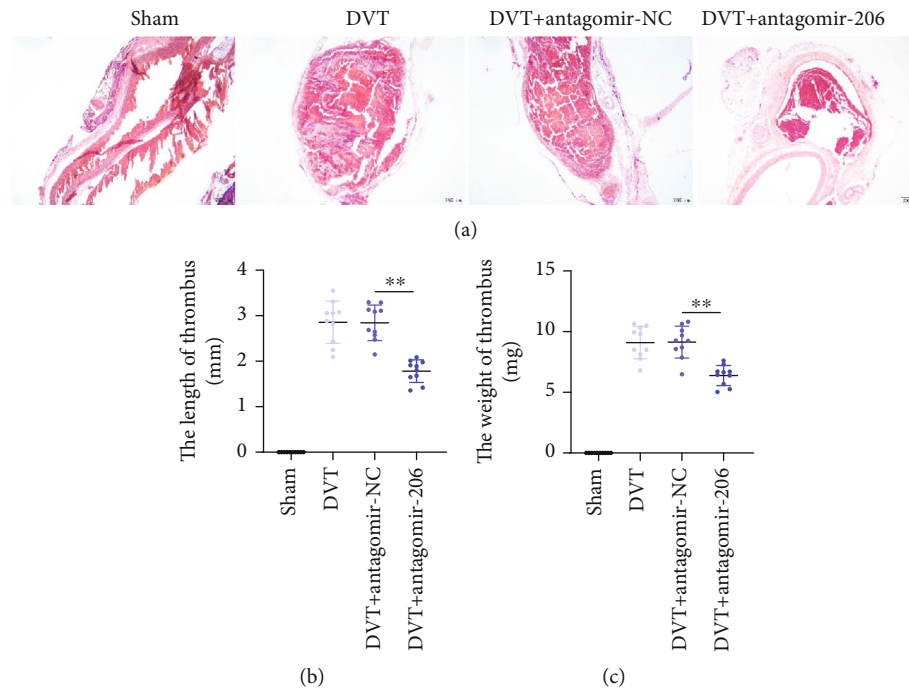 Sham DVT DVT+antagomir-NC DVT+antagomir-206
(a)
The length of thrombus
(mm)
4
3
2
1
0
Sham
DVT
DVT+antagomir-NC
DVT+antagomir-206
**
(b)
The weight of thrombus
(mg)
15
10
5
0
Sham
DVT
DVT+antagomir-NC
DVT+antagomir-206
**
(c)